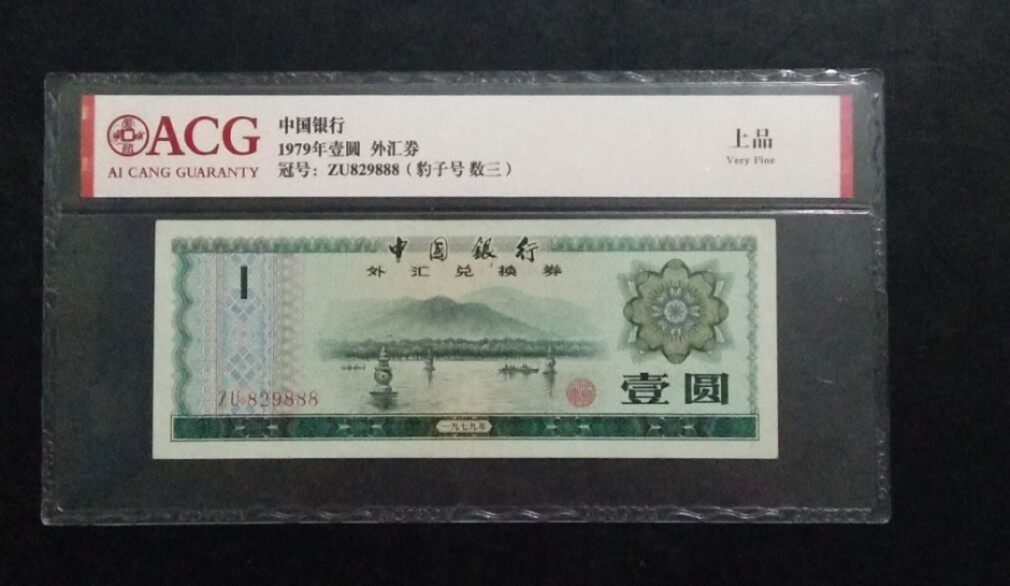 ACG
AI CANG GUARANTY
中国银行
1979年壹圆 外汇券
冠号：ZU829888（豹子号 数三）
上品
Very Fine
中国银行
外汇兑换券
1
ZU 829888
壹圆
一九七九年